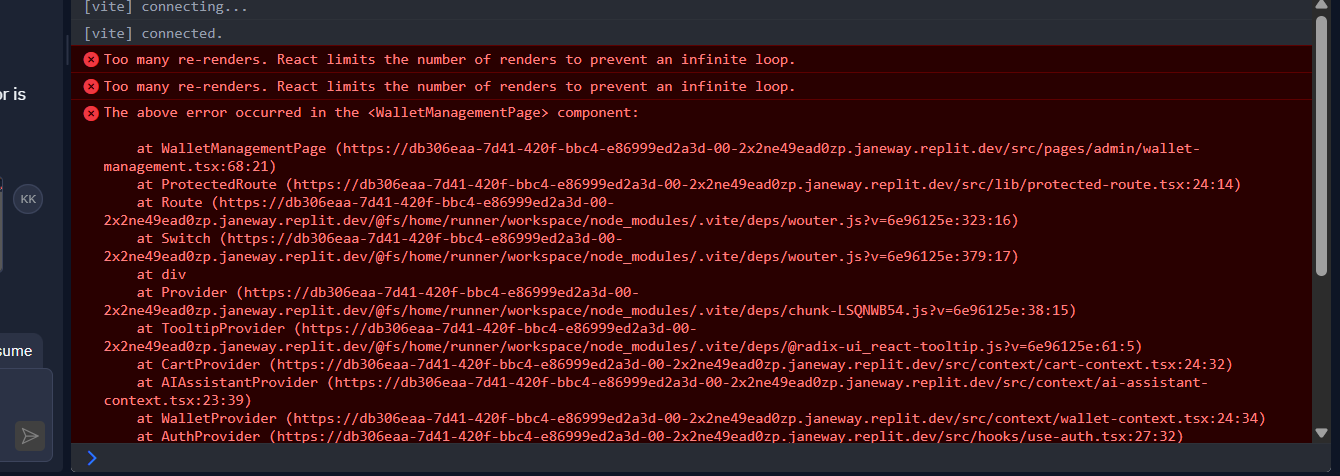 [vite] connecting...
[vite] connected.
Too many re-renders. React limits the number of renders to prevent an infinite loop.
Too many re-renders. React limits the number of renders to prevent an infinite loop.
or is
The above error occurred in the <WalletManagementPage> component:
at WalletManagementPage (https://db306eaa-7d41-420f-bbc4-e86999ed2a3d-00-2x2ne49ead0zp.janeway.replit.dev/src/pages/admin/wallet-
management.tsx:68:21)
at ProtectedRoute (https://db306eaa-7d41-420f-bbc4-e86999ed2a3d-00-2x2ne49ead0zp.janeway.replit.dev/src/lib/protected-route.tsx:24:14)
KK
at Route (https://db306eaa-7d41-420f-bbc4-e86999ed2a3d-00-
2x2ne49ead0zp.janeway.replit.dev/@fs/home/runner/workspace/node_modules/.vite/deps/wouter.js?v=6e96125e:323:16)
at Switch (https://db306eaa-7d41-420f-bbc4-e86999ed2a3d-00-
2x2ne49ead0zp.janeway.replit.dev/@fs/home/runner/workspace/node_modules/.vite/deps/wouter.js?v=6e96125e:379:17)
at div
at Provider (https://db306eaa-7d41-420f-bbc4-e86999ed2a3d-00-
2x2ne49ead0zp.janeway.replit.dev/@fs/home/runner/workspace/node_modules/.vite/deps/chunk-LSQNWB54.js?v=6e96125e:38:15)
at TooltipProvider (https://db306eaa-7d41-420f-bbc4-e86999ed2a3d-00-
2x2ne49ead0zp.janeway.replit.dev/@fs/home/runner/workspace/node_modules/.vite/deps/@radix-ui_react-tooltip.js?v=6e96125e:61:5)
sume
at CartProvider (https://db306eaa-7d41-420f-bbc4-e86999ed2a3d-00-2x2ne49ead0zp.janeway.replit.dev/src/context/cart-context.tsx:24:32)
at AIAssistantProvider (https://db306eaa-7d41-420f-bbc4-e86999ed2a3d-00-2x2ne49ead0zp.janeway.replit.dev/src/context/ai-assistant-
context.tsx:23:39)
at WalletProvider (https://db306eaa-7d41-420f-bbc4-e86999ed2a3d-00-2x2ne49ead0zp.janeway.replit.dev/src/context/wallet-context.tsx:24:34)
at AuthProvider (https://db306eaa-7d41-420f-bbc4-e86999ed2a3d-00-2x2ne49ead0zp.janeway.replit.dev/src/hooks/use-auth.tsx:27:32)